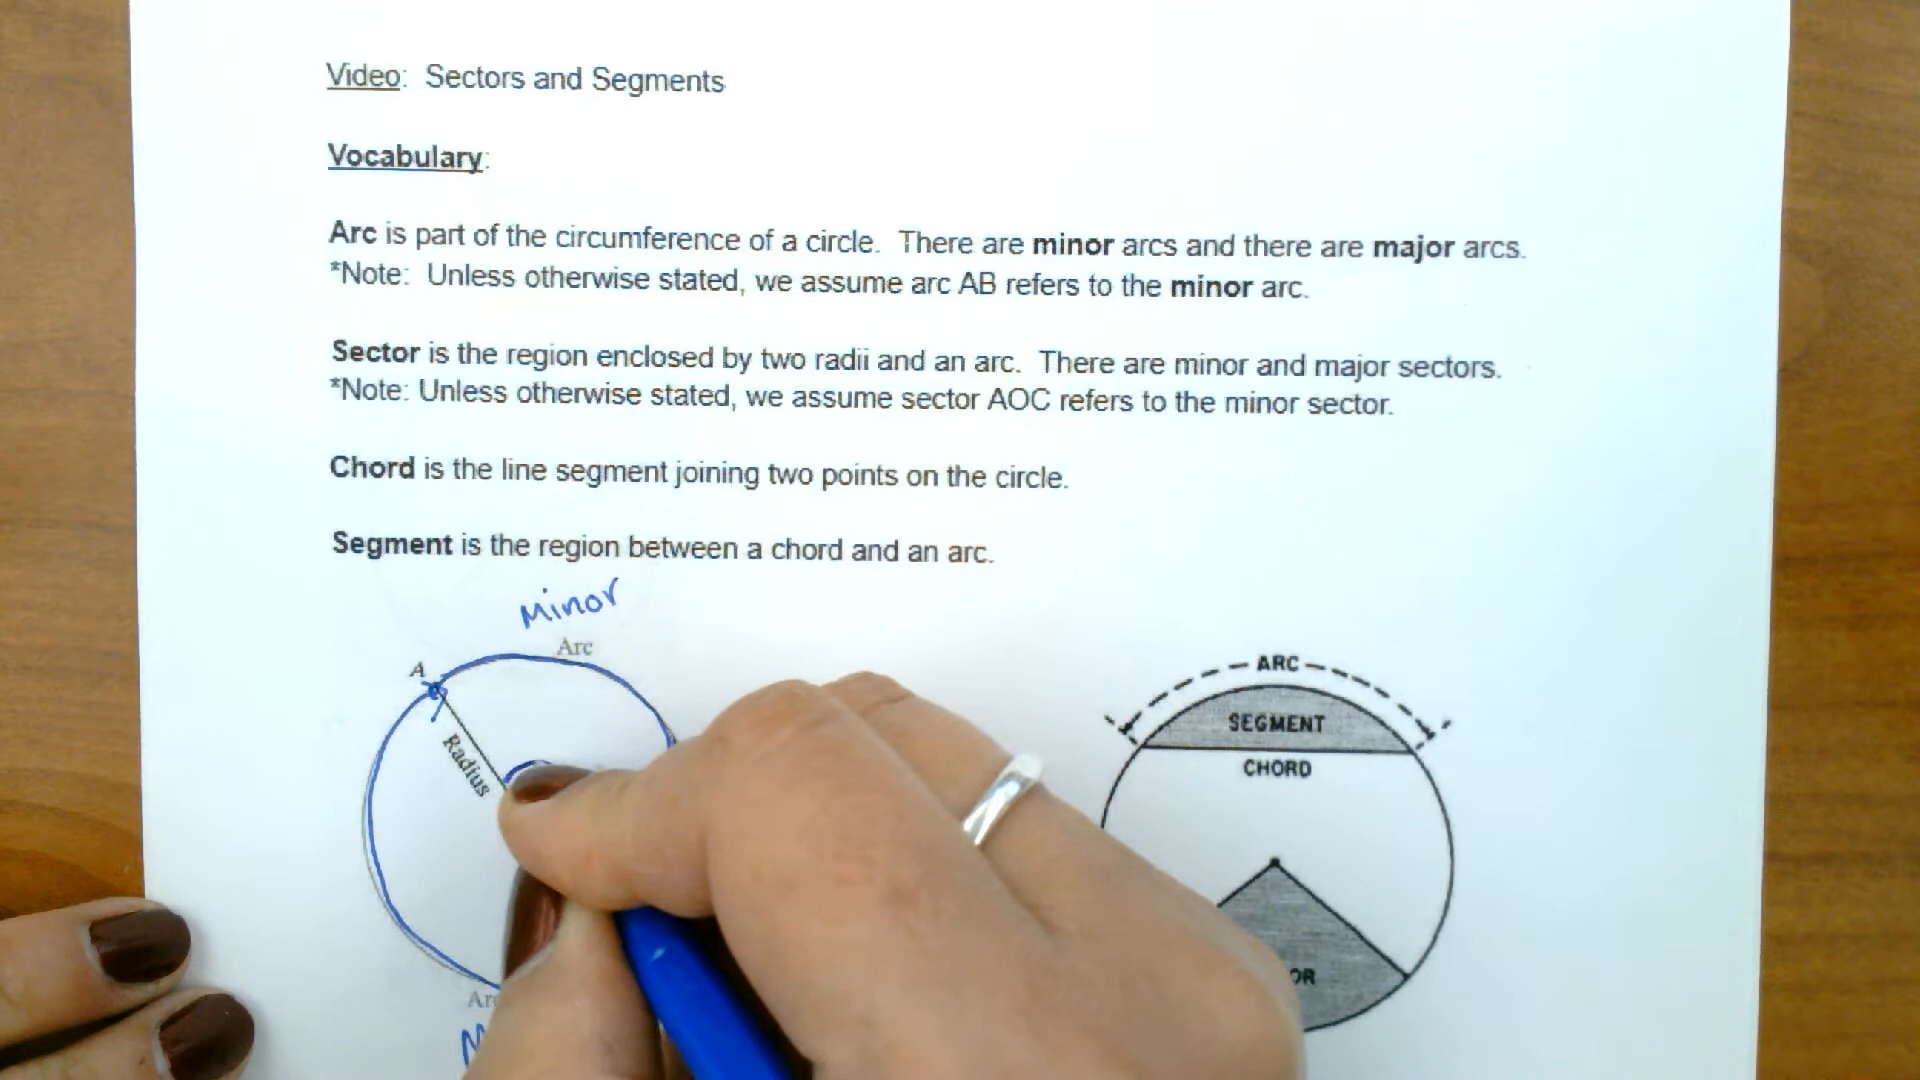 Video: Sectors and Segments
Vocabulary:
Arc is part of the circumference of a circle. There are minor arcs and there are major arcs.
*Note: Unless otherwise stated, we assume arc AB refers to the minor arc.
Sector is the region enclosed by two radii and an arc. There are minor and major sectors.
*Note: Unless otherwise stated, we assume sector AOC refers to the minor sector.
Chord is the line segment joining two points on the circle.
Segment is the region between a chord and an arc.
Minor
Arc
A
Radius
ARC
SEGMENT
CHORD